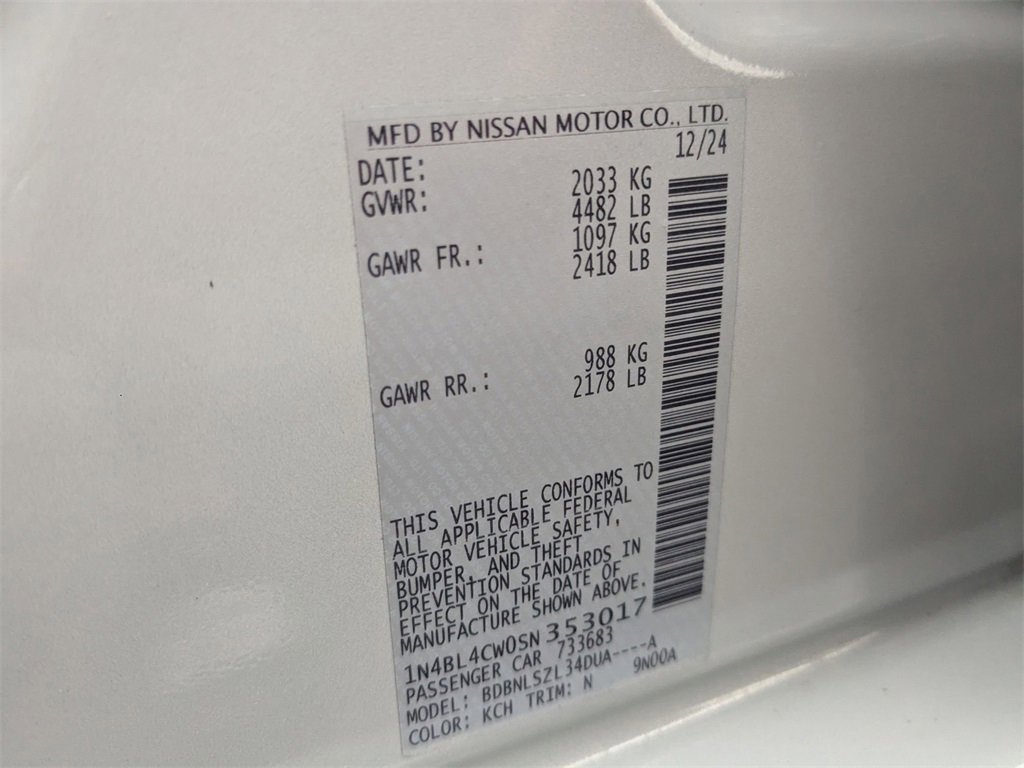 MFD BY NISSAN MOTOR CO., LTD.
DATE: 12/24
GVWR: 2033 KG
4482 LB
GAWR FR.: 1097 KG
2418 LB
GAWR RR.: 988 KG
2178 LB
THIS VEHICLE CONFORMS TO
ALL APPLICABLE FEDERAL
MOTOR VEHICLE SAFETY,
BUMPER, AND THEFT
PREVENTION STANDARDS IN
EFFECT ON THE DATE OF
MANUFACTURE SHOWN ABOVE.
1N4BL4CW0SN 353017
PASSENGER CAR 733683
MODEL: BDBNLSZL34DUA----A
COLOR: KCH TRIM: N 9N00A